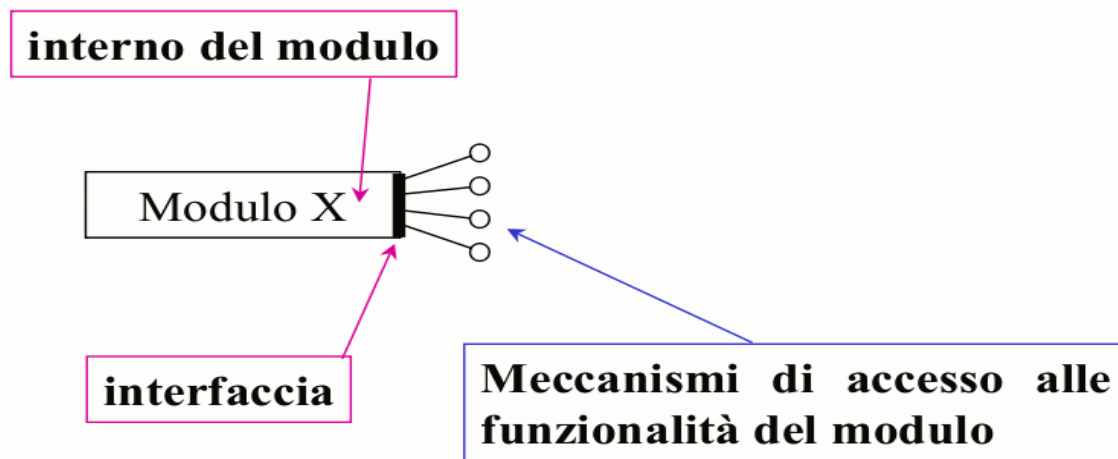 interno del modulo
Modulo X
interfaccia
Meccanismi di accesso alle
funzionalità del modulo